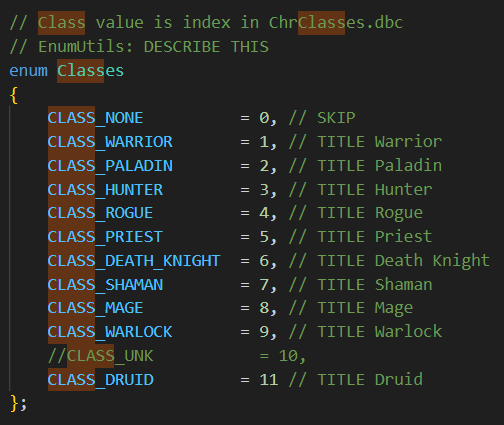 // Class value is index in ChrClasses.dbc
// EnumUtils: DESCRIBE THIS
enum Classes
{
    CLASS_NONE          = 0, // SKIP
    CLASS_WARRIOR       = 1, // TITLE Warrior
    CLASS_PALADIN       = 2, // TITLE Paladin
    CLASS_HUNTER        = 3, // TITLE Hunter
    CLASS_ROGUE         = 4, // TITLE Rogue
    CLASS_PRIEST        = 5, // TITLE Priest
    CLASS_DEATH_KNIGHT  = 6, // TITLE Death Knight
    CLASS_SHAMAN        = 7, // TITLE Shaman
    CLASS_MAGE          = 8, // TITLE Mage
    CLASS_WARLOCK       = 9, // TITLE Warlock
    //CLASS_UNK           = 10,
    CLASS_DRUID         = 11 // TITLE Druid
};